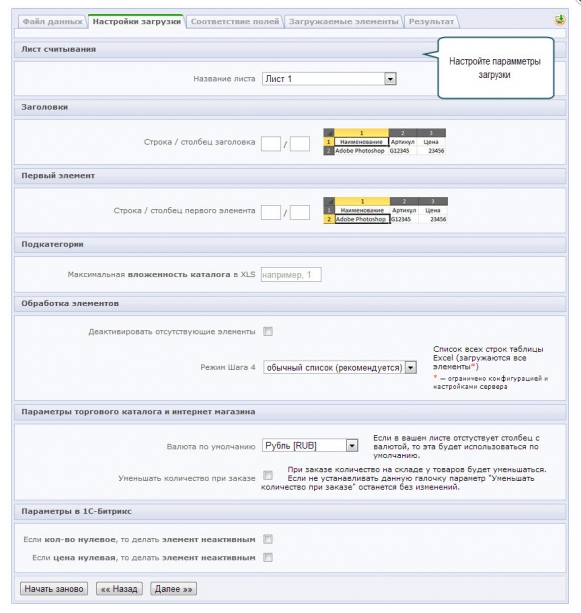 Файл данных
Настройки загрузки
Соответствие полей
Загружаемые элементы
Результат
Настройте парамметры
загрузки
Лист считывания
Название листа
Лист 1
Заголовки
Строка / столбец заголовка
/
1 2 3
1 Наименование Артикул Цена
2 Adobe Photoshop G12345 23456
Первый элемент
Строка / столбец первого элемента
/
1 2 3
1 Наименование Артикул Цена
2 Adobe Photoshop G12345 23456
Подкатегории
Максимальная вложенность каталога в XLS
например, 1
Обработка элементов
Деактивировать отсутствующие элементы
Режим Шага 4
обычный список (рекомендуется)
Список всех строк таблицы
Excel (загружаются все
элементы*)
* — ограничено конфигурацией и
настройками сервера
Параметры торгового каталога и интернет магазина
Валюта по умолчанию
Рубль [RUB]
Если в вашем листе отстуствует столбец с
валютой, то эта будет использоваться по
умолчанию.
Уменьшать количество при заказе
При заказе количество на складе у товаров будет уменьшаться.
Если не устанавливать данную галочку параметр "Уменьшать
количество при заказе" останется без изменений.
Параметры в 1С-Битрикс
Если кол-во нулевое, то делать элемент неактивным
Если цена нулевая, то делать элемент неактивным
Начать заново
«« Назад
Далее »»